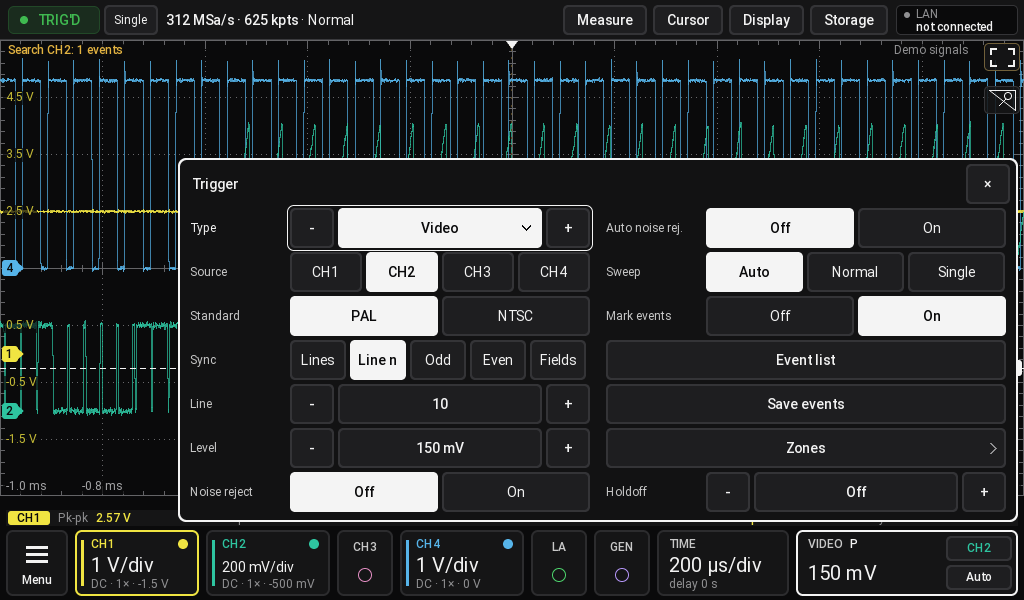 TRIG'D Single 312 MSa/s · 625 kpts · Normal Measure Cursor Display Storage LAN
not connected
Search CH2: 1 events Demo signals
4.5 V
3.5 V
Trigger ×
Type - Video + Auto noise rej. Off On
2.5 V
4 Source CH1 CH2 CH3 CH4 Sweep Auto Normal Single
0.5 V Standard PAL NTSC Mark events Off On
1 Sync Lines Line n Odd Even Fields Event list
-0.5 V
2 Line - 10 + Save events
-1.5 V Level - 150 mV + Zones
-1.0 ms -0.8 ms Noise reject Off On Holdoff - Off +
CH1 Pk-pk 2.57 V
Menu
CH1
1 V/div
DC · 1× · -1.5 V
CH2
200 mV/div
DC · 1× · -500 mV
CH3
CH4
1 V/div
DC · 1× · 0 V
LA
GEN
TIME
200 µs/div
delay 0 s
VIDEO P CH2
150 mV Auto